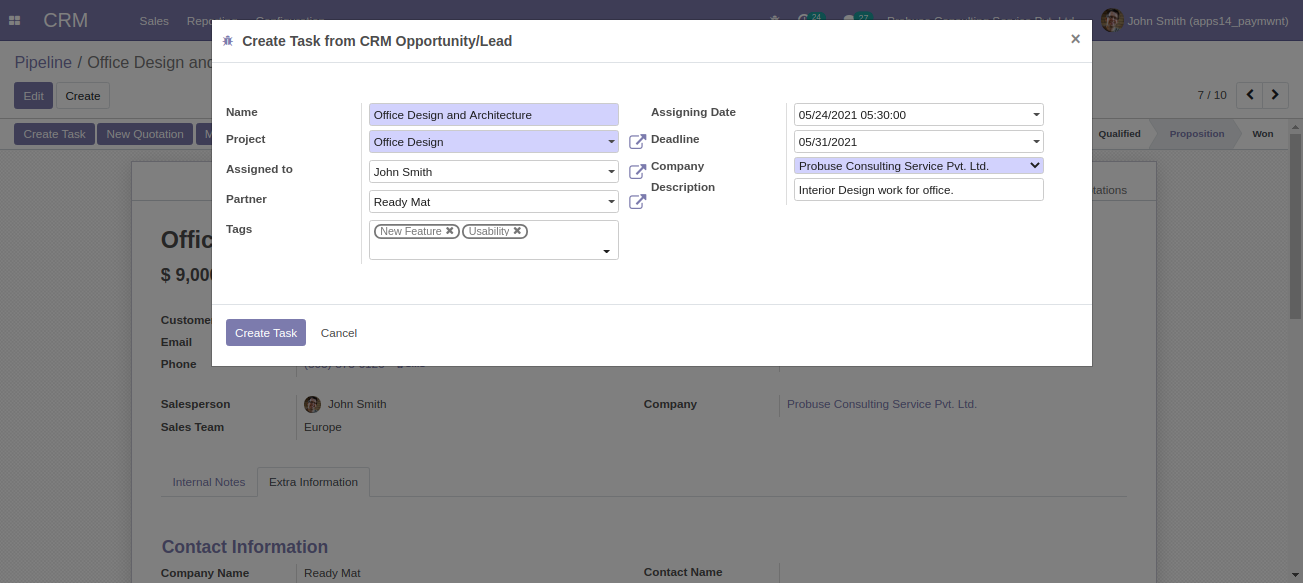 CRM Sales Reporting Configuration 24 27 Probuse Consulting Service Pvt. Ltd. John Smith (apps14_paymwnt)
Create Task from CRM Opportunity/Lead ×
Pipeline / Office Design and
Edit Create 7 / 10
Create Task New Quotation M Qualified Proposition Won
Name Office Design and Architecture Assigning Date 05/24/2021 05:30:00
Project Office Design Deadline 05/31/2021
Assigned to John Smith Company Probuse Consulting Service Pvt. Ltd.
Description Interior Design work for office.
Partner Ready Mat
Tags New Feature ✖ Usability ✖
Offic
$ 9,000
Create Task Cancel
Customer
Email
Phone
Salesperson John Smith Company Probuse Consulting Service Pvt. Ltd.
Sales Team Europe
Internal Notes Extra Information
Contact Information
Company Name Ready Mat Contact Name